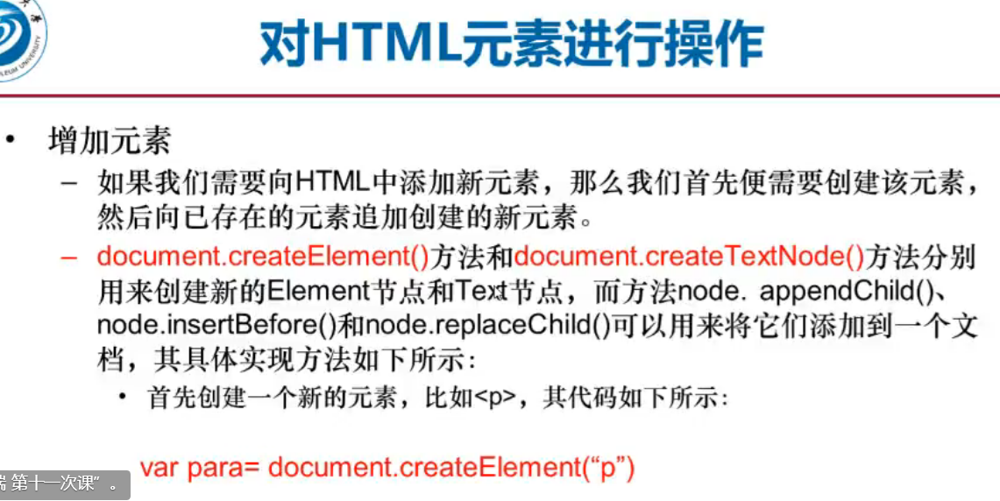 对HTML元素进行操作
• 增加元素
– 如果我们需要向HTML中添加新元素，那么我们首先便需要创建该元素，
然后向已存在的元素追加创建的新元素。
– document.createElement()方法和document.createTextNode()方法分别
用来创建新的Element节点和Text节点，而方法node. appendChild()、
node.insertBefore()和node.replaceChild()可以用来将它们添加到一个文
档，其具体实现方法如下所示：
• 首先创建一个新的元素，比如<p>，其代码如下所示：
var para= document.createElement(“p”)
端 第十一次课”。